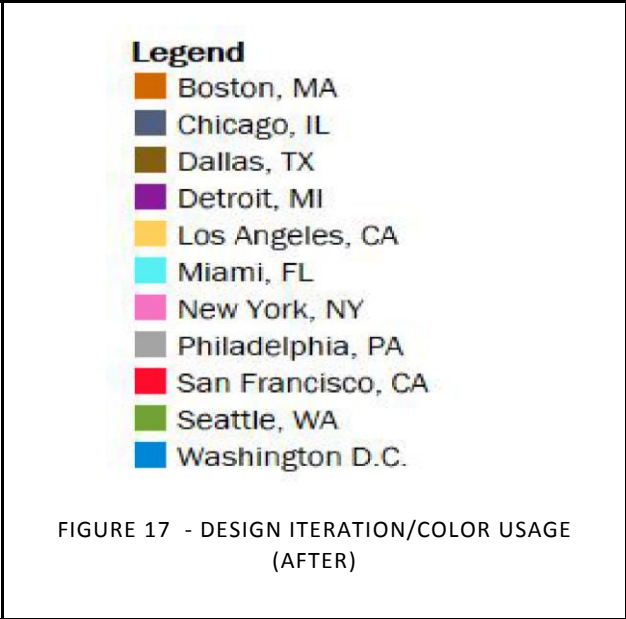 Legend
Boston, MA
Chicago, IL
Dallas, TX
Detroit, MI
Los Angeles, CA
Miami, FL
New York, NY
Philadelphia, PA
San Francisco, CA
Seattle, WA
Washington D.C.
FIGURE 17 - DESIGN ITERATION/COLOR USAGE
(AFTER)